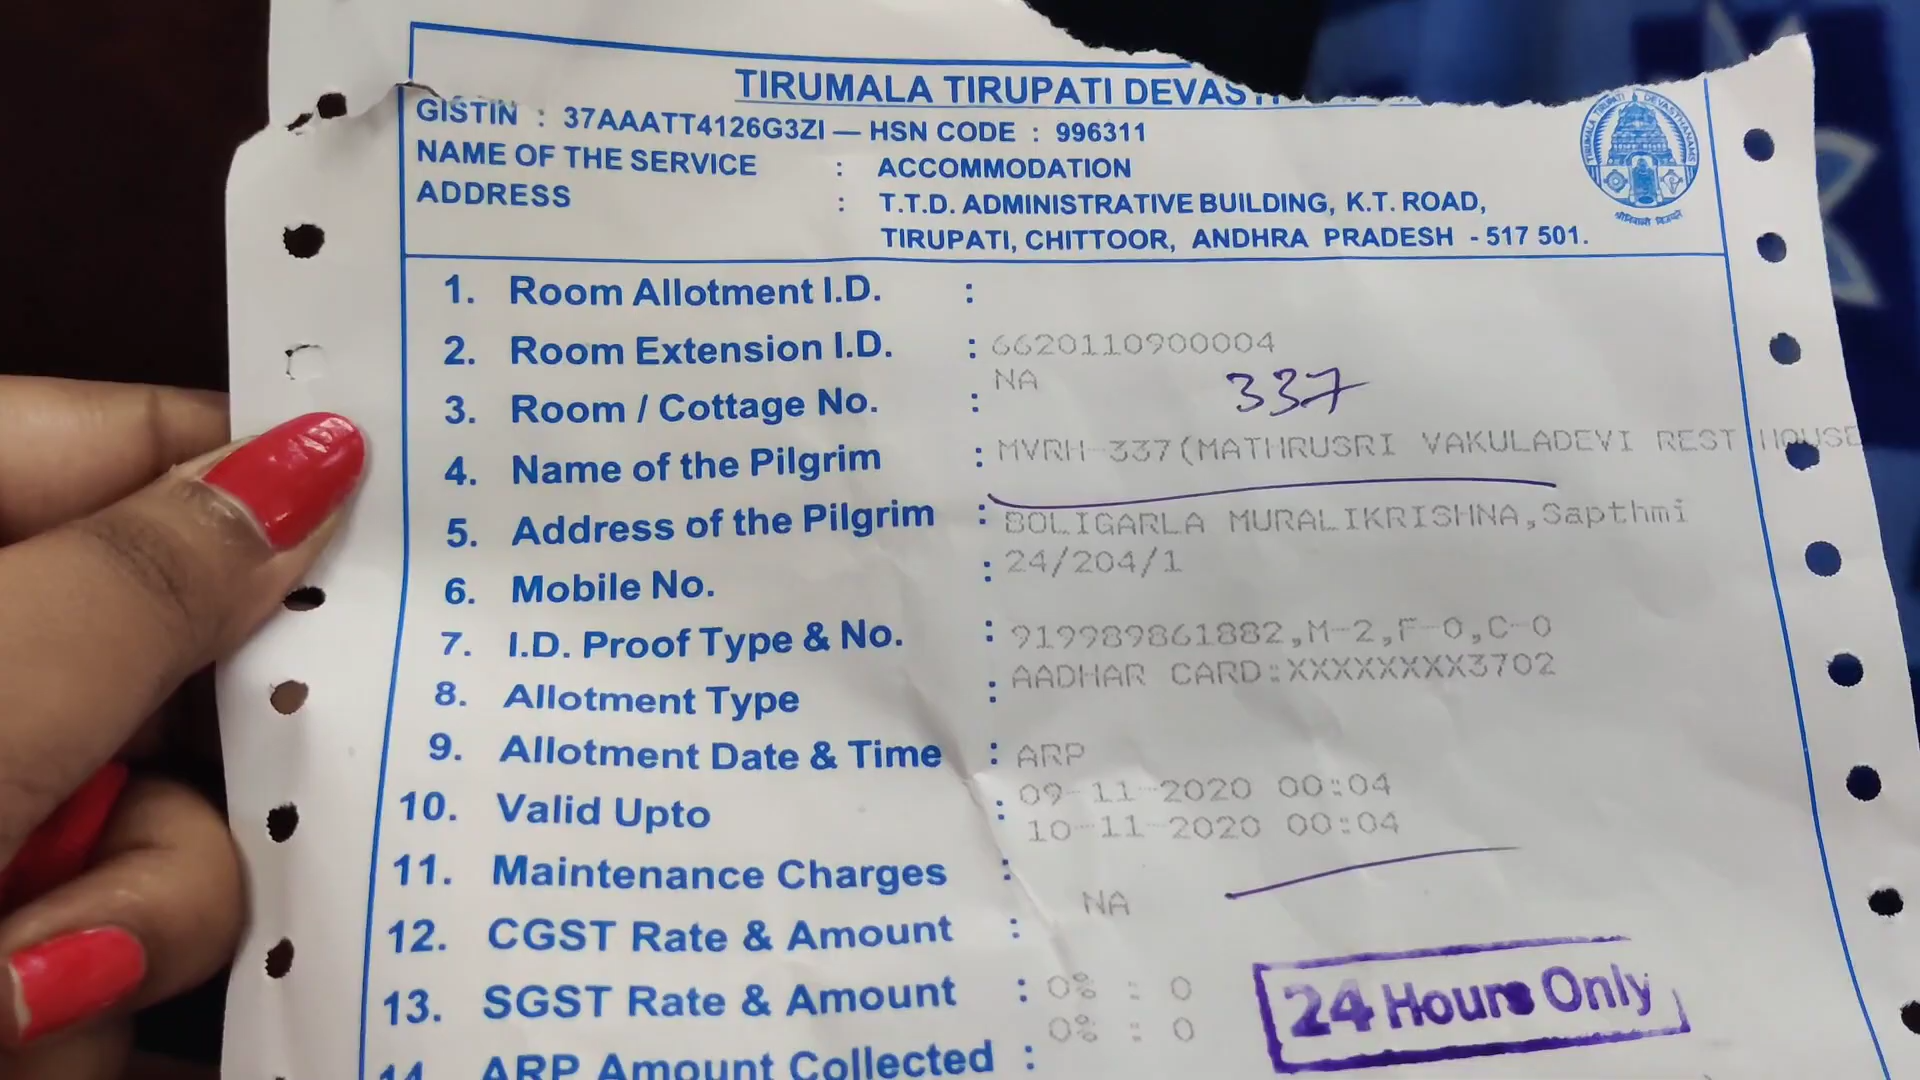 TIRUMALA TIRUPATI
GISTIN : 37AAATT4126G3ZI — HSN CODE : 996311
NAME OF THE SERVICE : ACCOMMODATION
ADDRESS : T.T.D. ADMINISTRATIVE BUILDING, K.T. ROAD,
TIRUPATI, CHITTOOR, ANDHRA PRADESH - 517 501.
1. Room Allotment I.D. :
2. Room Extension I.D. : 6620110900004
NA
337
3. Room / Cottage No. :
4. Name of the Pilgrim : MVRH-337(MATHRUSRI VAKULADEVI REST HOUSE
5. Address of the Pilgrim : BOLIGARLA MURALIKRISHNA,Sapthmi
: 24/204/1
6. Mobile No.
7. I.D. Proof Type & No. : 919989861882,M-2,F-0,C-0
AADHAR CARD:XXXXXXXX3702
8. Allotment Type :
9. Allotment Date & Time : ARP
09-11-2020 00:04
10. Valid Upto : 10-11-2020 00:04
11. Maintenance Charges :
NA
12. CGST Rate & Amount :
13. SGST Rate & Amount : 0% : 0
0% : 0
14. ARP Amount Collected :
24 Hours Only